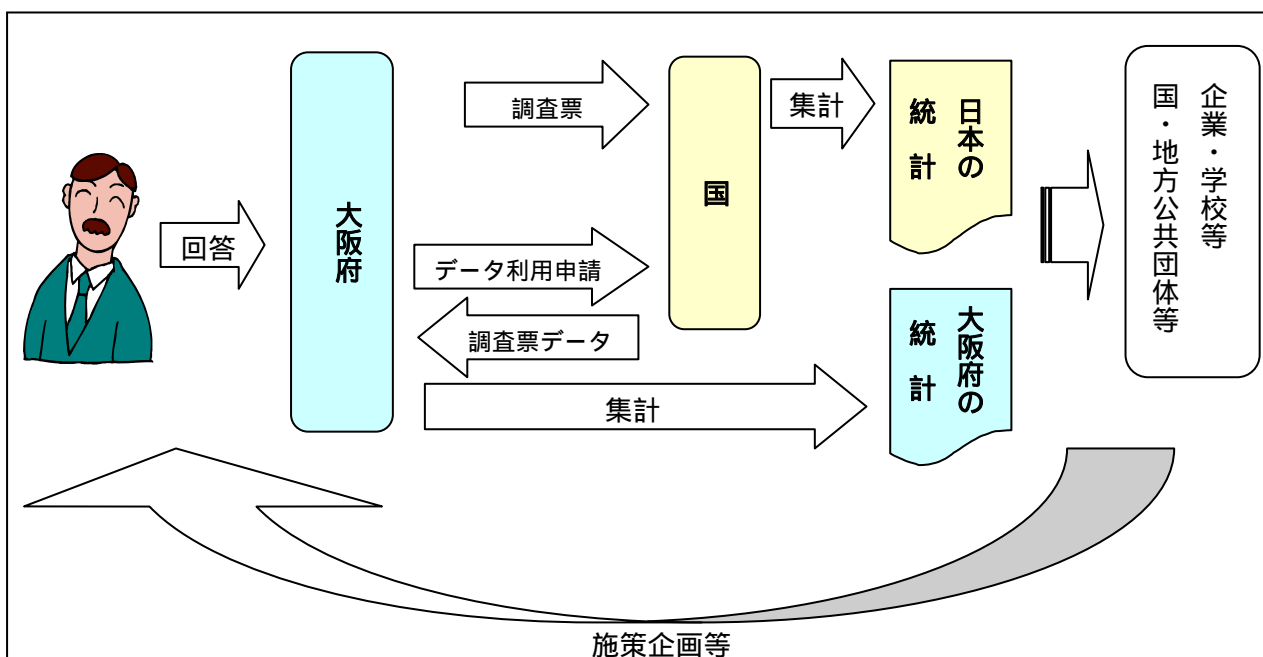 回答
大阪府
調査票
データ利用申請
調査票データ
集計
国
集計
日本の
統計
大阪府の
統計
企業・学校等
国・地方公共団体等
施策企画等